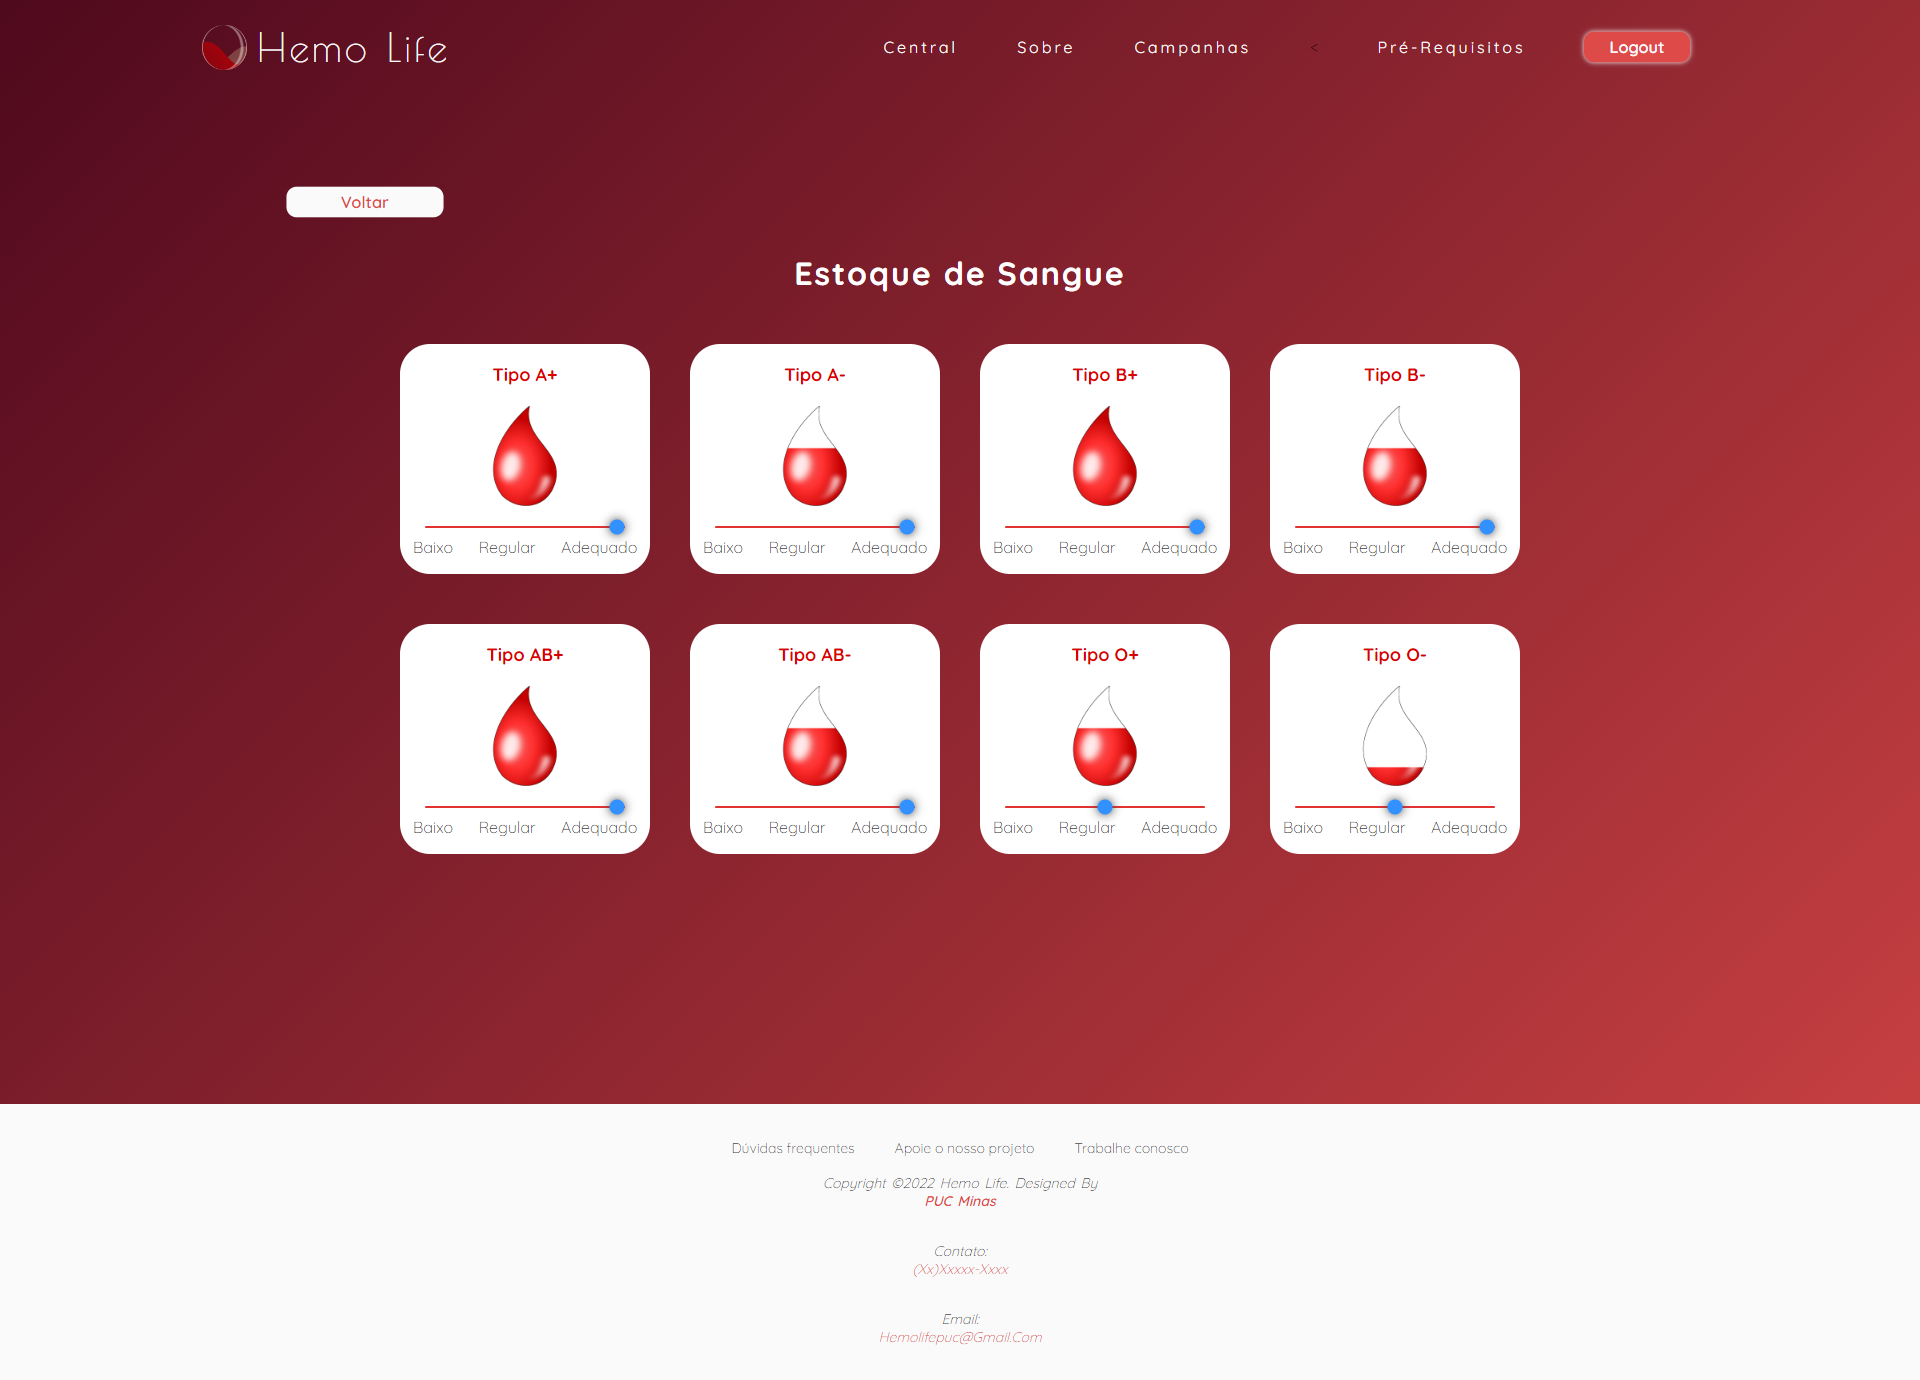 Hemo Life
Central Sobre Campanhas < Pré-Requisitos Logout
Voltar
Estoque de Sangue
Tipo A+ Tipo A- Tipo B+ Tipo B-
Baixo Regular Adequado Baixo Regular Adequado Baixo Regular Adequado Baixo Regular Adequado
Tipo AB+ Tipo AB- Tipo O+ Tipo O-
Baixo Regular Adequado Baixo Regular Adequado Baixo Regular Adequado Baixo Regular Adequado
Dúvidas frequentes Apoie o nosso projeto Trabalhe conosco
Copyright ©2022 Hemo Life. Designed By
PUC Minas
Contato:
(Xx)Xxxxx-Xxxx
Email:
Hemolifepuc@Gmail.Com